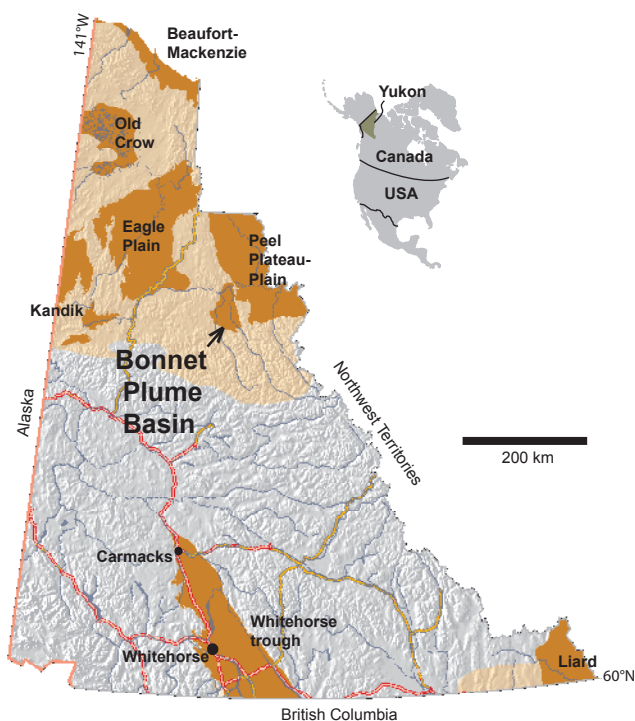 141°W
Beaufort-
Mackenzie
Yukon
Canada
USA
Old
Crow
Eagle
Plain
Peel
Plateau-
Plain
Kandik
Bonnet
Plume
Basin
Alaska
Northwest Territories
200 km
Carmacks
Whitehorse
trough
Whitehorse
Liard
60°N
British Columbia